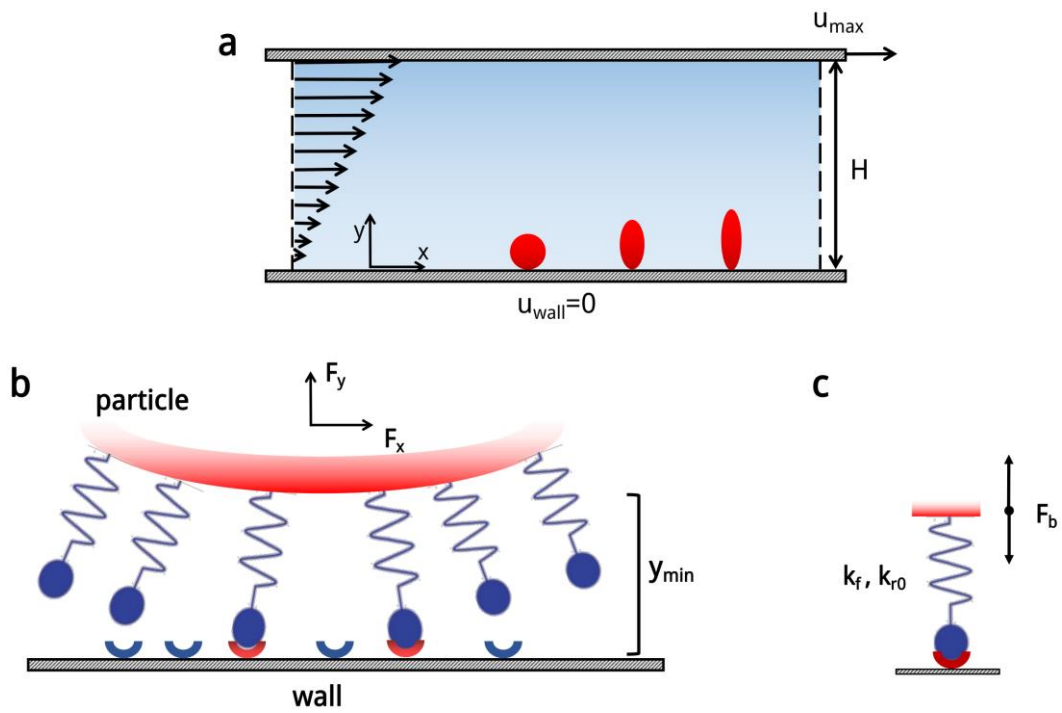 a
u_max
H
y
x
u_wall=0
b
particle
F_y
F_x
y_min
wall
c
F_b
k_f , k_r0